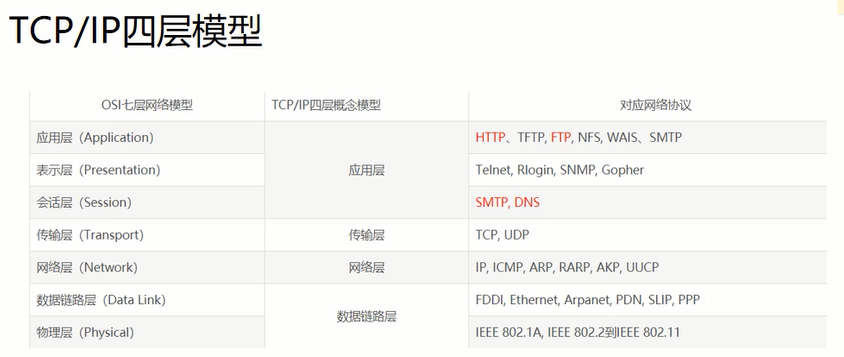 TCP/IP四层模型
OSI七层网络模型 TCP/IP四层概念模型 对应网络协议
应用层（Application） HTTP、TFTP, FTP, NFS, WAIS、SMTP
表示层（Presentation） 应用层 Telnet, Rlogin, SNMP, Gopher
会话层（Session） SMTP, DNS
传输层（Transport） 传输层 TCP, UDP
网络层（Network） 网络层 IP, ICMP, ARP, RARP, AKP, UUCP
数据链路层（Data Link） FDDI, Ethernet, Arpanet, PDN, SLIP, PPP
数据链路层
物理层（Physical） IEEE 802.1A, IEEE 802.2到IEEE 802.11